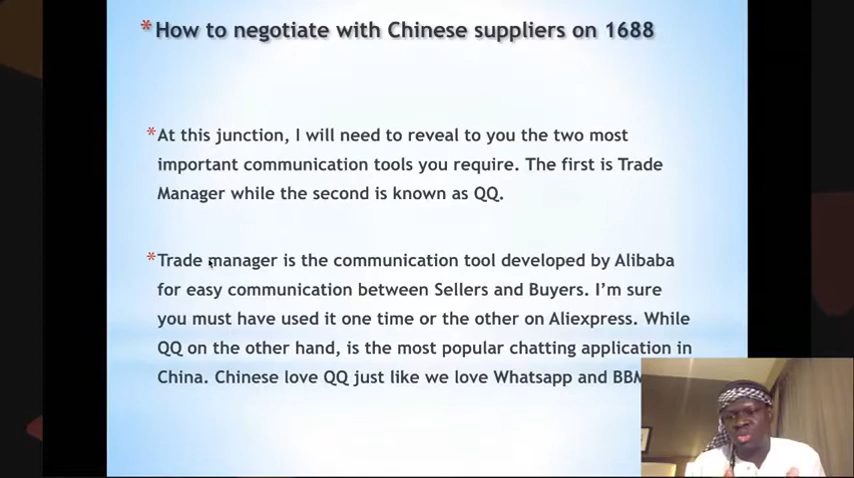 * How to negotiate with Chinese suppliers on 1688
* At this junction, I will need to reveal to you the two most
important communication tools you require. The first is Trade
Manager while the second is known as QQ.
* Trade manager is the communication tool developed by Alibaba
for easy communication between Sellers and Buyers. I'm sure
you must have used it one time or the other on Aliexpress. While
QQ on the other hand, is the most popular chatting application in
China. Chinese love QQ just like we love Whatsapp and BBM